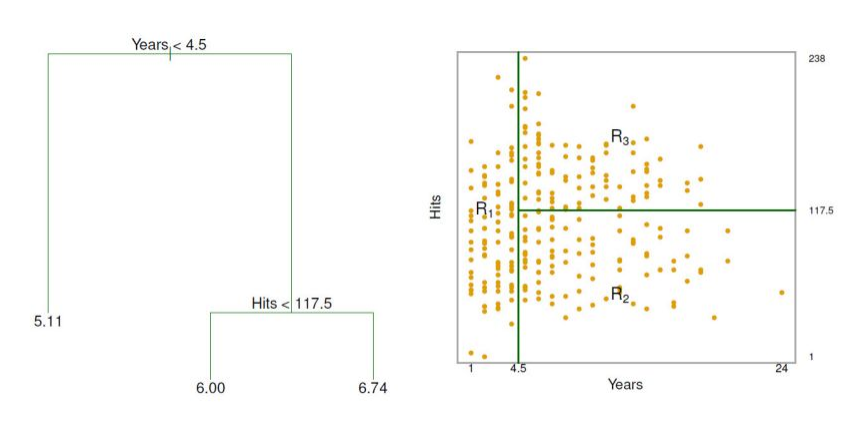 Years < 4.5
5.11
Hits < 117.5
6.00
6.74
238
R3
Hits
R1
117.5
R2
1
1
4.5
24
Years